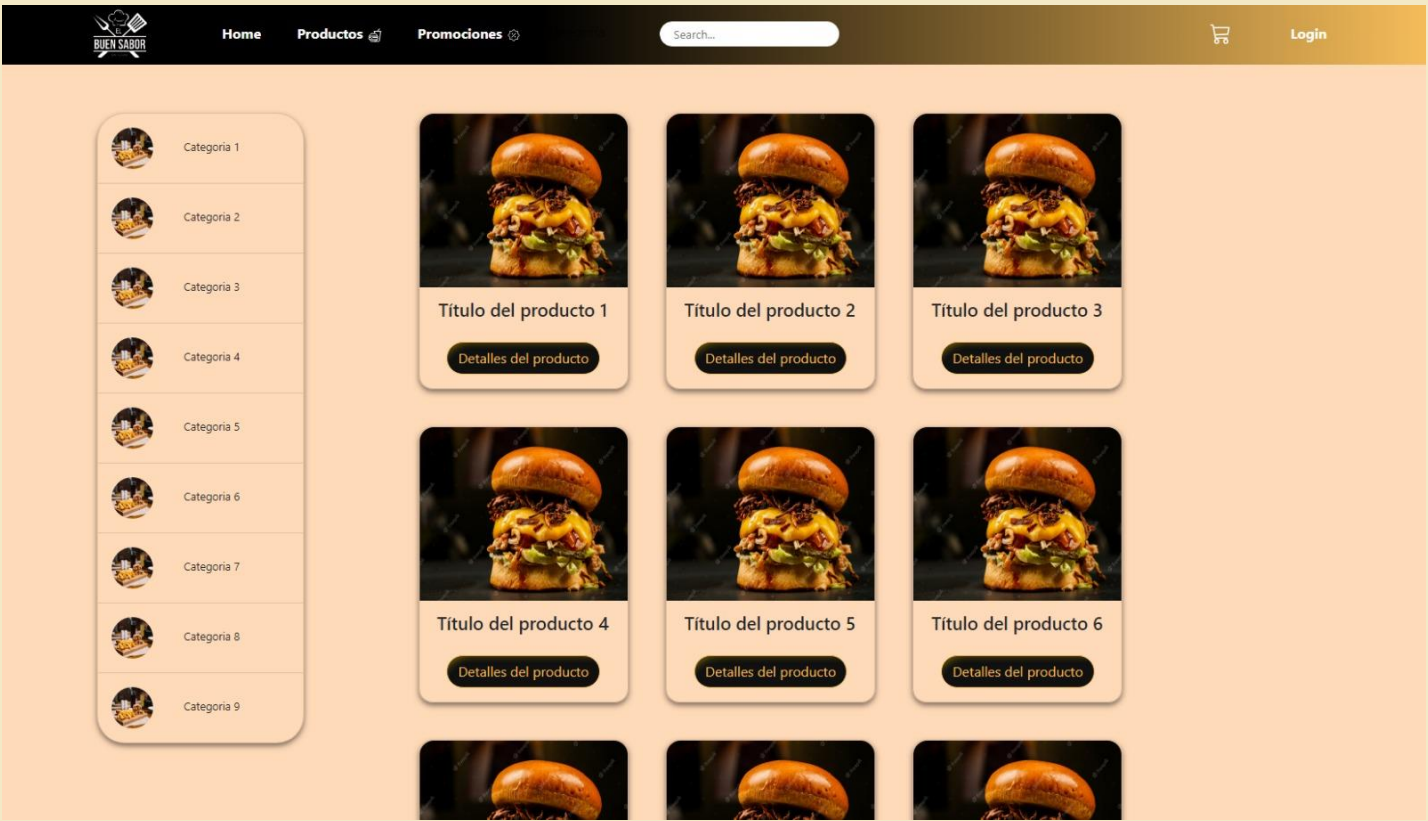 EL
BUEN SABOR
Home
Productos
Promociones
Search...
Login
Categoria 1
Categoria 2
Categoria 3
Categoria 4
Categoria 5
Categoria 6
Categoria 7
Categoria 8
Categoria 9
Título del producto 1
Detalles del producto
Título del producto 2
Detalles del producto
Título del producto 3
Detalles del producto
Título del producto 4
Detalles del producto
Título del producto 5
Detalles del producto
Título del producto 6
Detalles del producto